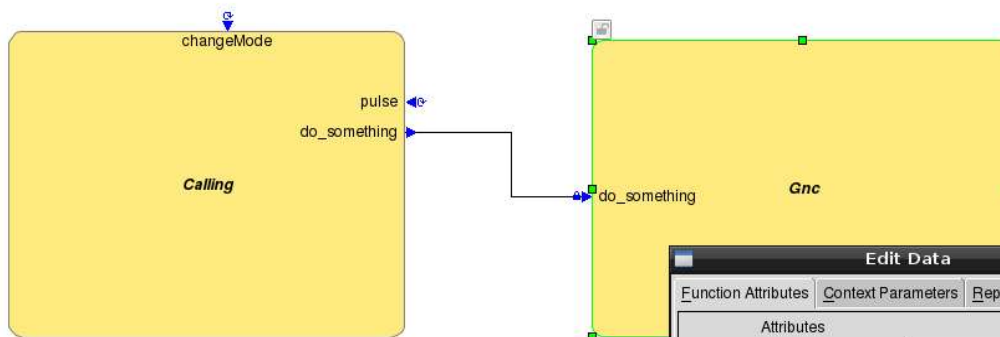 changeMode
pulse
do_something
Calling
do_something
Gnc
Edit Data
Function Attributes Context Parameters Rep
Attributes